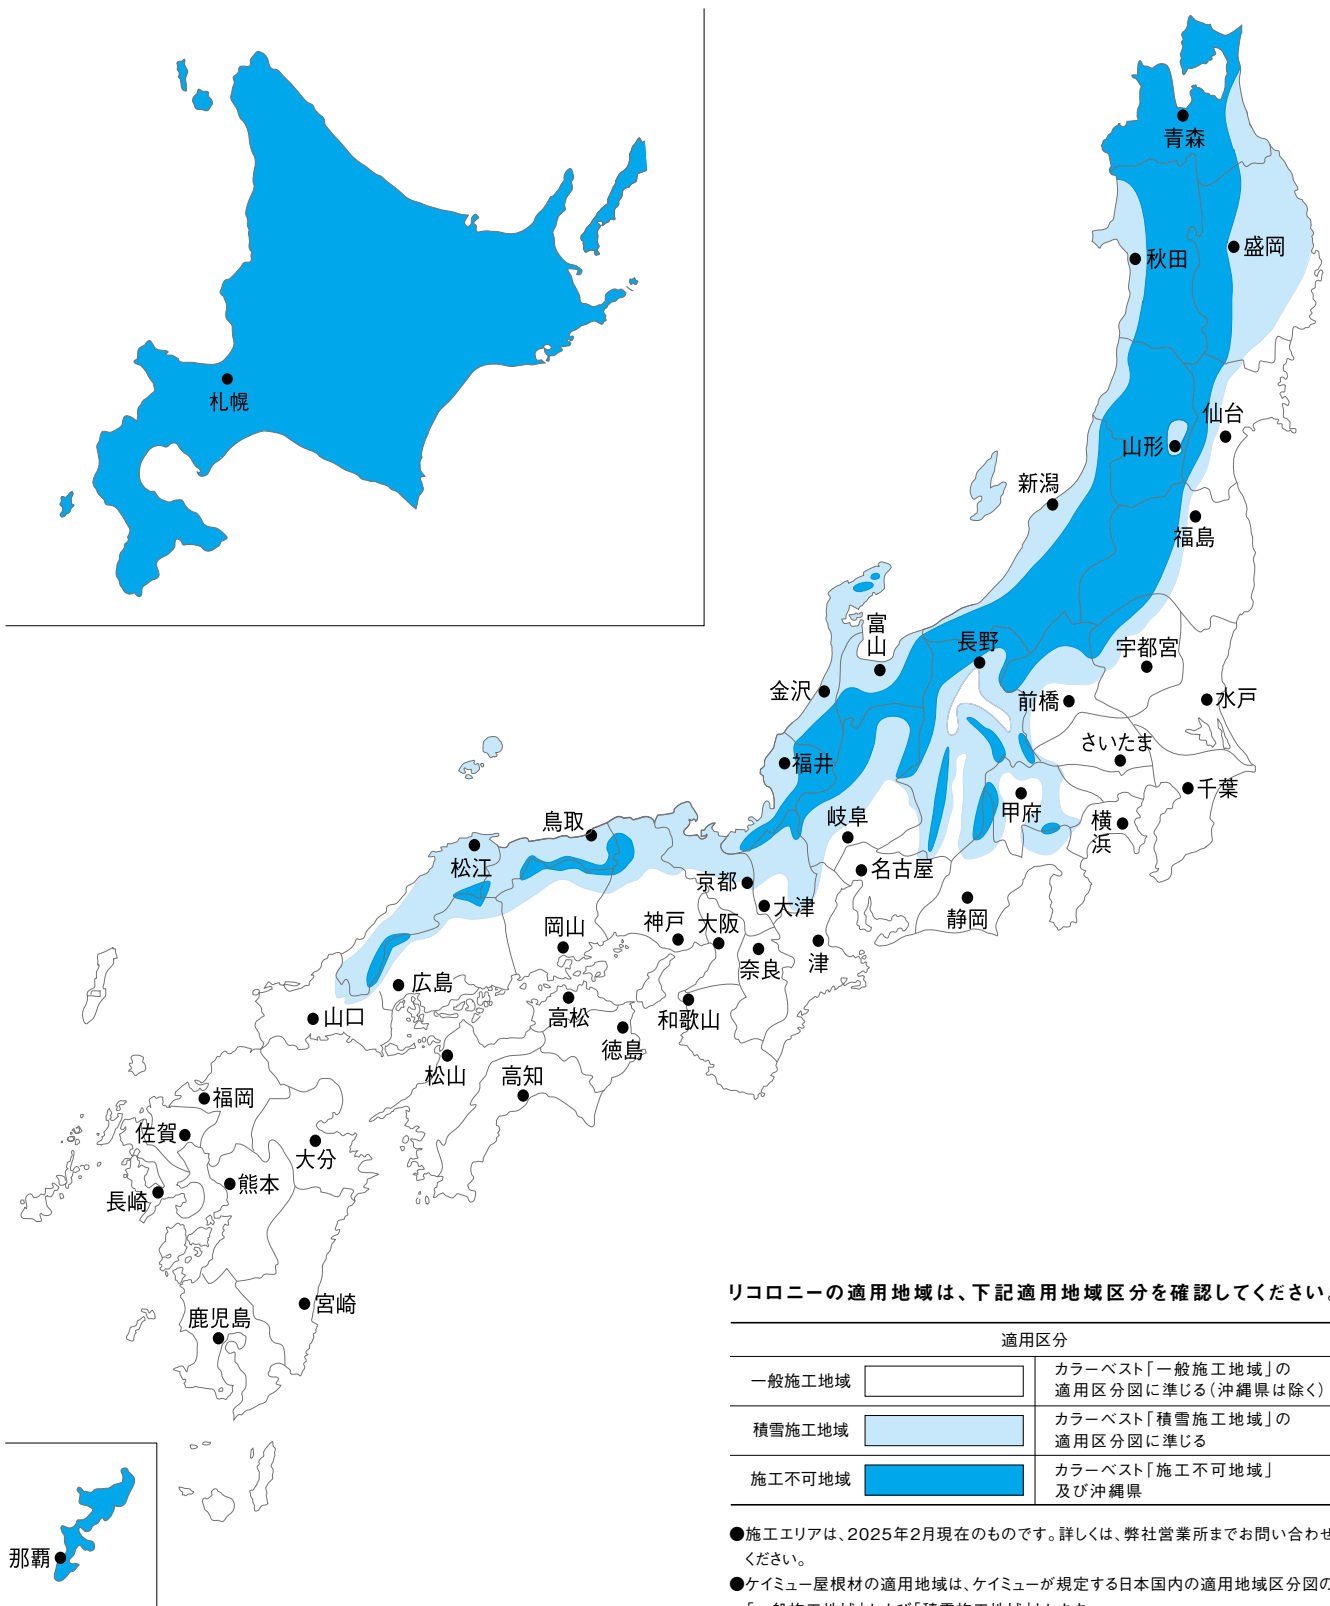 札幌
青森
秋田
盛岡
仙台
山形
新潟
福島
富山
長野
宇都宮
金沢
前橋
水戸
さいたま
福井
千葉
甲府
横浜
鳥取
岐阜
松江
名古屋
京都
大津
静岡
岡山
神戸
大阪
奈良
津
広島
山口
高松
和歌山
徳島
松山
高知
福岡
佐賀
大分
長崎
熊本
宮崎
鹿児島
那覇
リコロニーの適用地域は、下記適用地域区分を確認してください。
適用区分
一般施工地域
カラーベスト「一般施工地域」の
適用区分図に準じる(沖縄県は除く)
積雪施工地域
カラーベスト「積雪施工地域」の
適用区分図に準じる
施工不可地域
カラーベスト「施工不可地域」
及び沖縄県
●施工エリアは、2025年2月現在のものです。詳しくは、弊社営業所までお問い合わせ
ください。
●ケイミュー屋根材の適用地域は、ケイミューが規定する日本国内の適用地域区分図の